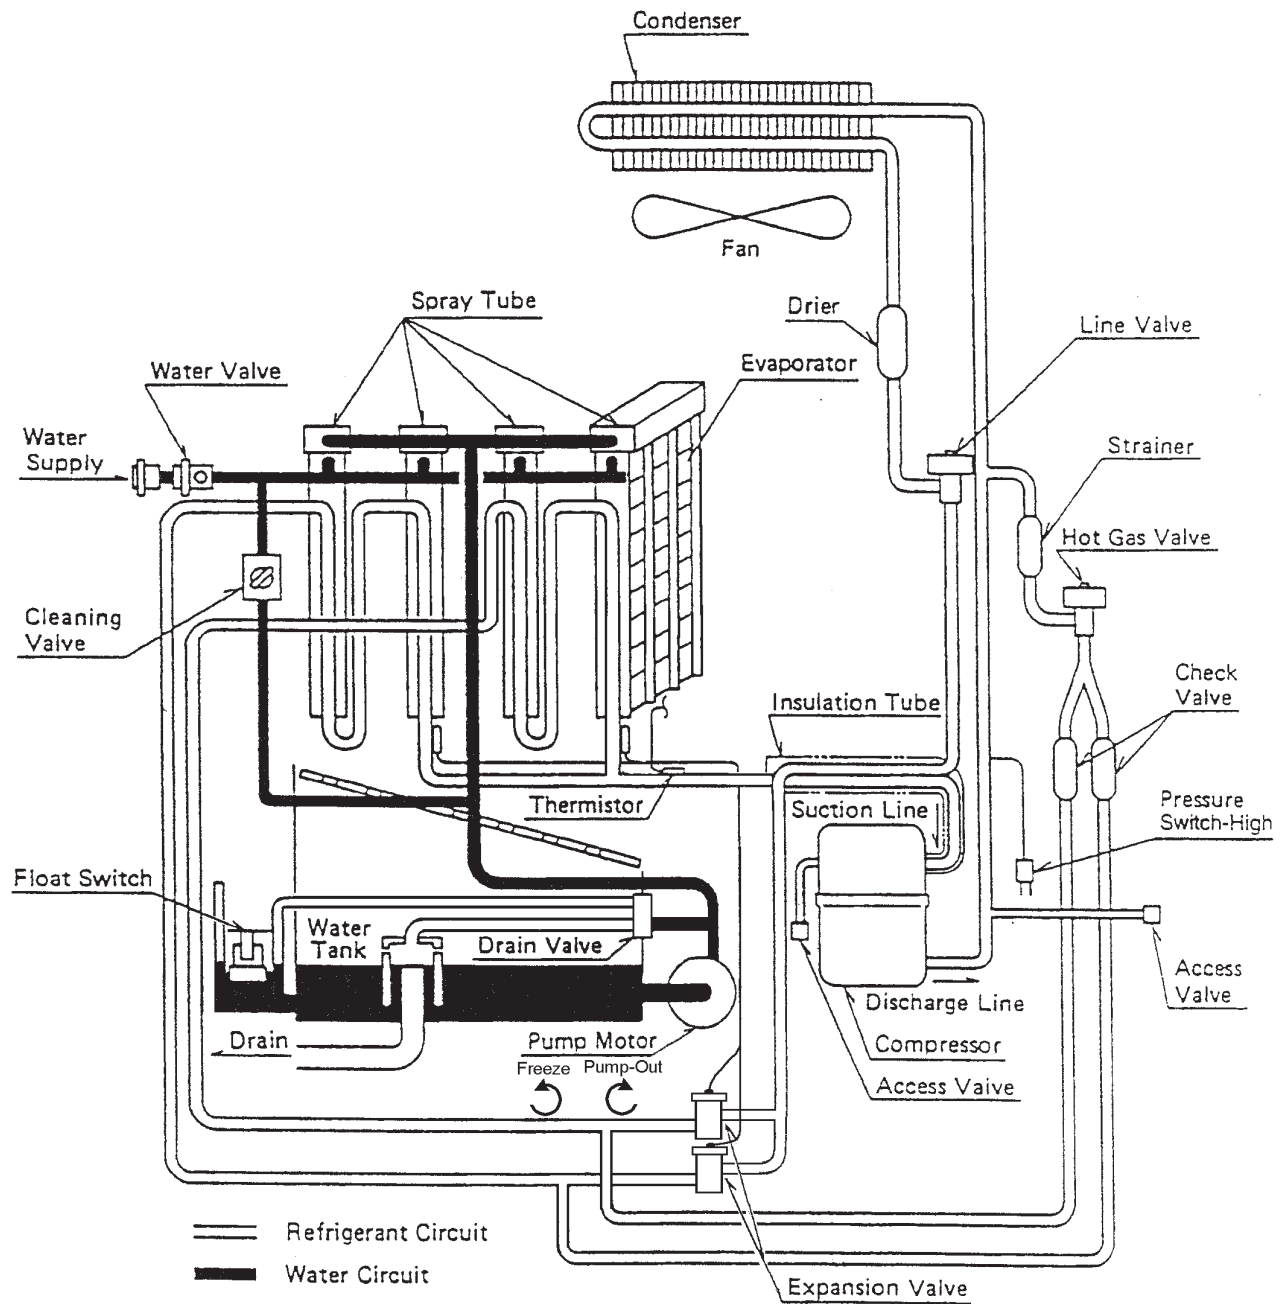 Condenser
Fan
Spray Tube
Drier
Line Valve
Water Valve
Evaporator
Water
Supply
Strainer
Hot Gas Valve
Cleaning
Valve
Check
Valve
Insulation Tube
Thermistor
Suction Line
Pressure
Switch-High
Float Switch
Water
Tank
Drain Valve
Access
Valve
Discharge Line
Drain
Pump Motor
Compressor
Freeze
Pump-Out
Access Vaive
Refrigerant Circuit
Water Circuit
Expansion Valve